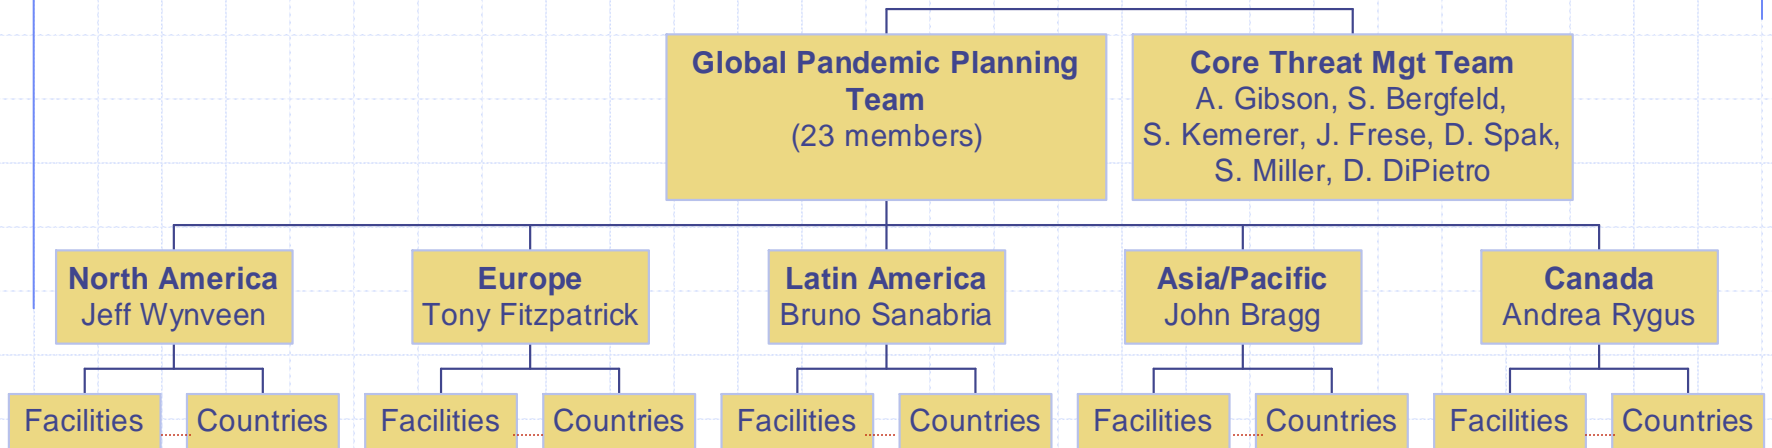 Global Pandemic Planning
Team
(23 members)
Core Threat Mgt Team
A. Gibson, S. Bergfeld,
S. Kemerer, J. Frese, D. Spak,
S. Miller, D. DiPietro
North America
Jeff Wynveen
Europe
Tony Fitzpatrick
Latin America
Bruno Sanabria
Asia/Pacific
John Bragg
Canada
Andrea Rygus
Facilities
Countries
Facilities
Countries
Facilities
Countries
Facilities
Countries
Facilities
Countries